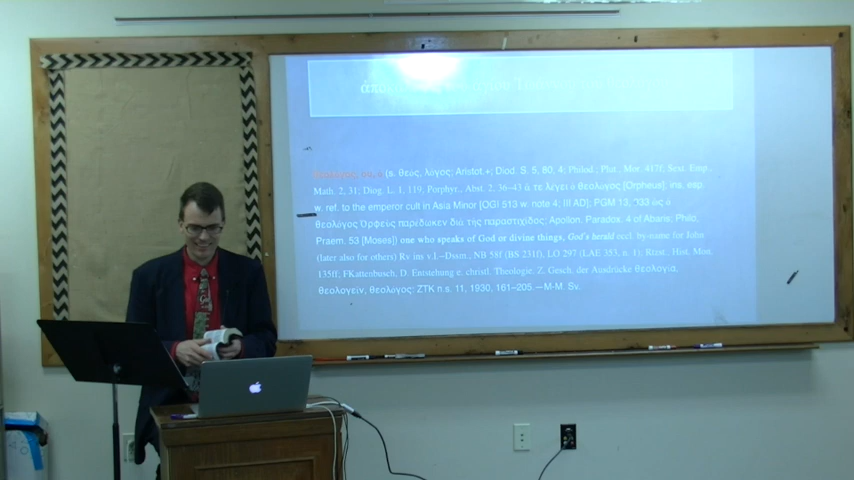 (s. θεός, λόγος; Aristot.+; Diod. S. 5, 80, 4; Philod., Plut., Mor. 417f; Sext. Emp.,
Math. 2, 31; Diog. L. 1, 119, Porphyr., Abst. 2, 36–43 ἅ τε λέγει ὁ θεολόγος [Orpheus]; ins. esp.
w. ref. to the emperor cult in Asia Minor [OGI 513 w. note 4; III AD]; PGM 13, 933 ὡς ὁ
θεολόγος Ὀρφεὺς παρέδωκεν διὰ τῆς παραστιχίδος; Apollon. Paradox. 4 of Abaris; Philo,
Praem. 53 [Moses]) one who speaks of God or divine things, God's herald eccl. by-name for John
(later also for others) Rv ins v.l.—Dssm., NB 58f (BS 231f), LO 297 (LAE 353, n. 1); Rtzst., Hist. Mon.
135ff; FKattenbusch, D. Entstehung e. christl. Theologie. Z. Gesch. der Ausdrücke θεολογία,
θεολογεῖν, θεολόγος: ZTK n.s. 11, 1930, 161–205.—M-M. Sv.